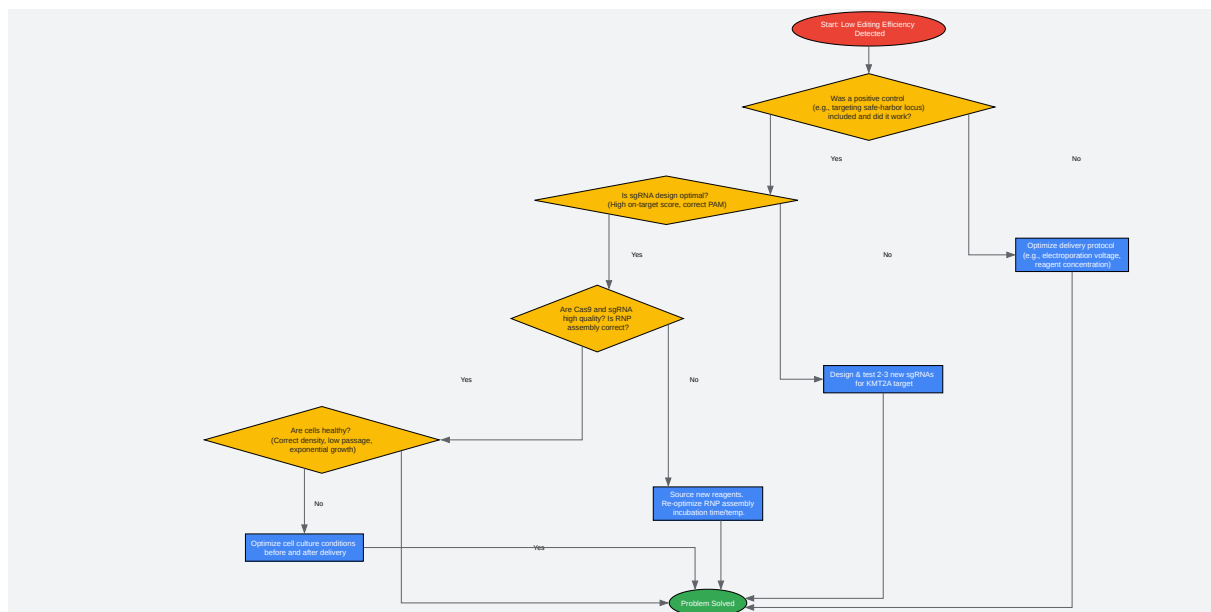 Start: Low Editing Efficiency
Detected
Was a positive control
(e.g., targeting safe-harbor locus)
included and did it work?
Yes
No
Is sgRNA design optimal?
(High on-target score, correct PAM)
Optimize delivery protocol
(e.g., electroporation voltage,
reagent concentration)
Yes
No
Are Cas9 and sgRNA
high quality? Is RNP
assembly correct?
Yes
No
Design & test 2-3 new sgRNAs
for KMT2A target
Are cells healthy?
(Correct density, low passage,
exponential growth)
No
Source new reagents.
Re-optimize RNP assembly
incubation time/temp.
Optimize cell culture conditions
before and after delivery
Yes
Problem Solved